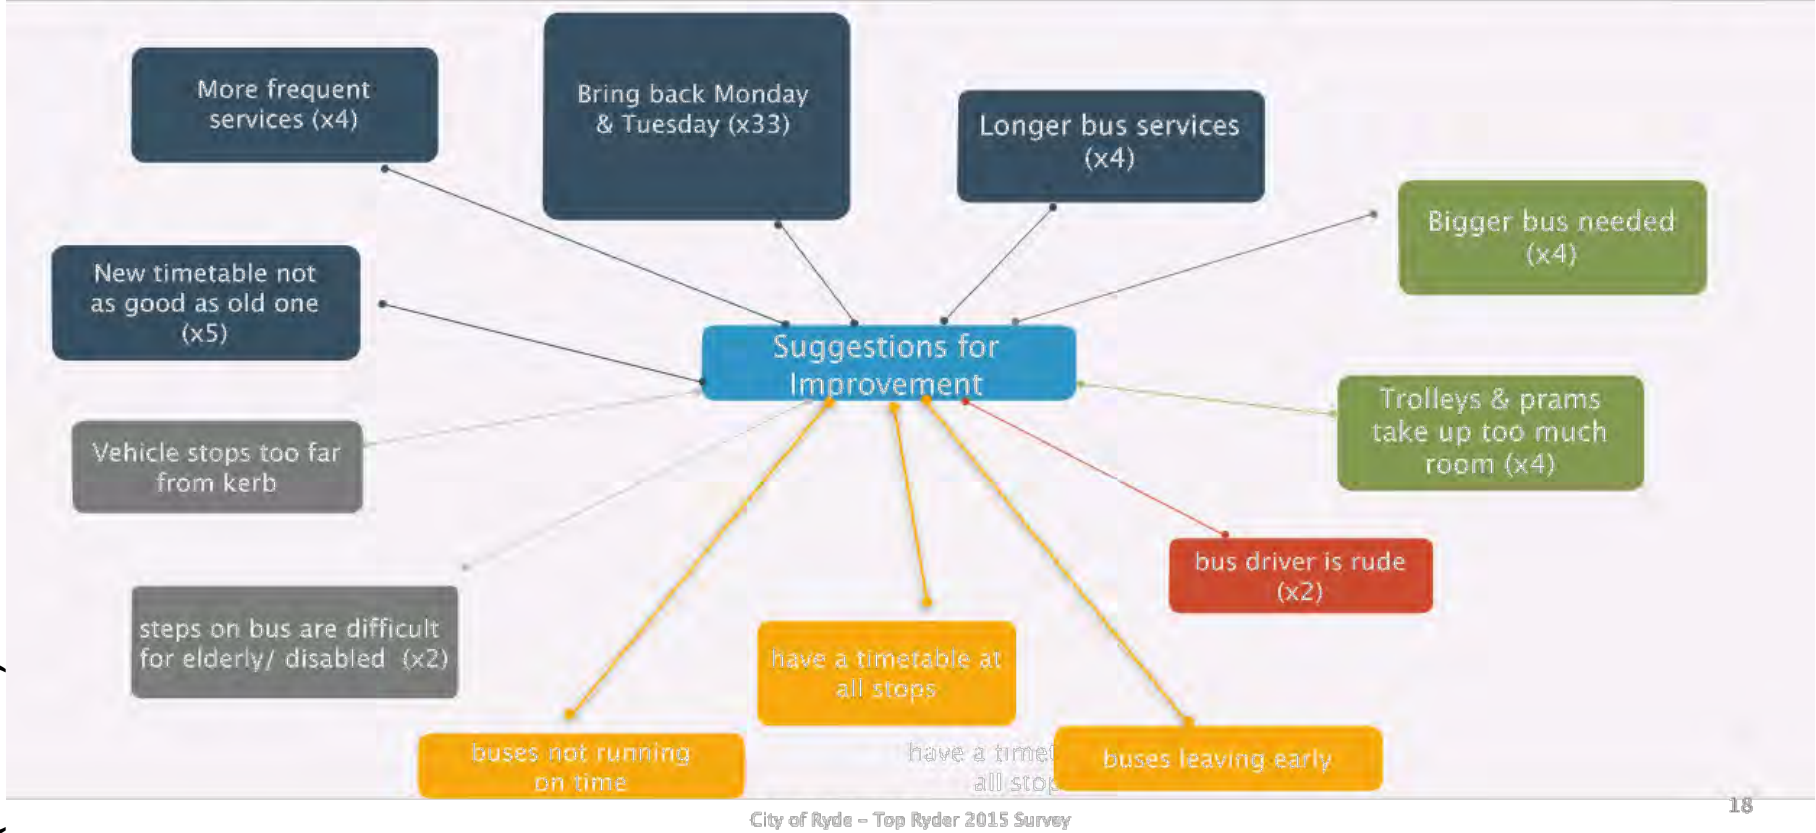 More frequent
services (x4)
Bring back Monday
& Tuesday (x33)
Longer bus services
(x4)
Bigger bus needed
(x4)
New timetable not
as good as old one
(x5)
Suggestions for
Improvement
Trolleys & prams
take up too much
room (x4)
Vehicle stops too far
from kerb
bus driver is rude
(x2)
steps on bus are difficult
for elderly/ disabled (x2)
have a timetable at
all stops
buses not running
on time
have a
all
buses leaving early
City of Ryde – Top Ryder 2015 Survey
18